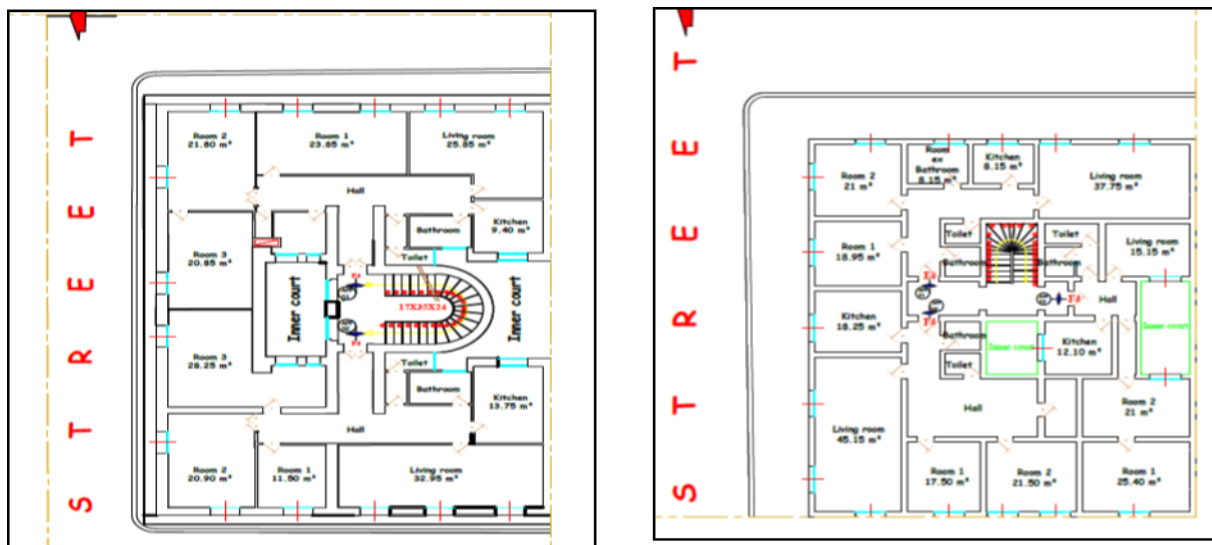 STREET
Room 2
21.80 m²
Room 1
23.85 m²
Living room
25.85 m²
Hall
Kitchen
9.40 m²
Bathroom
Toilet
Room 3
20.85 m²
Inner court
17X35X24
Inner court
Room 3
28.25 m²
Toilet
Bathroom
Kitchen
13.75 m²
Hall
Room 2
20.90 m²
Room 1
11.50 m²
Living room
32.95 m²
STREET
Room 2
21 m²
Room
ex
Bathroom
8.15 m²
Kitchen
8.15 m²
Living room
37.75 m²
Toilet
Toilet
Room 1
18.95 m²
Bathroom
Bathroom
Living room
15.15 m²
Fd
Fd
Hall
Fd
Kitchen
18.25 m²
Bathroom
Toilet
Inner court
Kitchen
12.10 m²
Inner court
Hall
Room 2
21 m²
Living room
45.15 m²
Room 1
17.50 m²
Room 2
21.50 m²
Room 1
25.40 m²